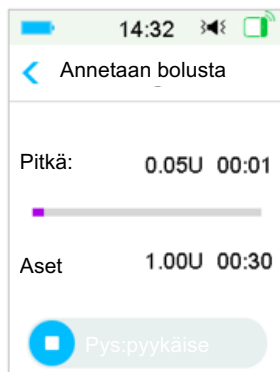 14:32
Annetaan bolusta
Pitkä: 0.05U 00:01
Aset 1.00U 00:30
Pys:pyykäise